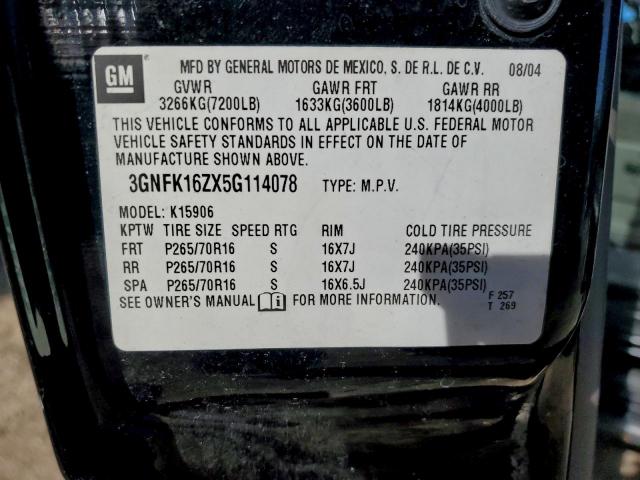 GM
MFD BY GENERAL MOTORS DE MEXICO, S. DE R.L. DE C.V. 08/04
GVWR GAWR FRT GAWR RR
3266KG(7200LB) 1633KG(3600LB) 1814KG(4000LB)
THIS VEHICLE CONFORMS TO ALL APPLICABLE U.S. FEDERAL MOTOR
VEHICLE SAFETY STANDARDS IN EFFECT ON THE DATE OF
MANUFACTURE SHOWN ABOVE.
3GNFK16ZX5G114078 TYPE: M.P.V.
MODEL: K15906
KPTW TIRE SIZE SPEED RTG RIM COLD TIRE PRESSURE
FRT P265/70R16 S 16X7J 240KPA(35PSI)
RR P265/70R16 S 16X7J 240KPA(35PSI)
SPA P265/70R16 S 16X6.5J 240KPA(35PSI)
SEE OWNER'S MANUAL FOR MORE INFORMATION. F 257
T 269